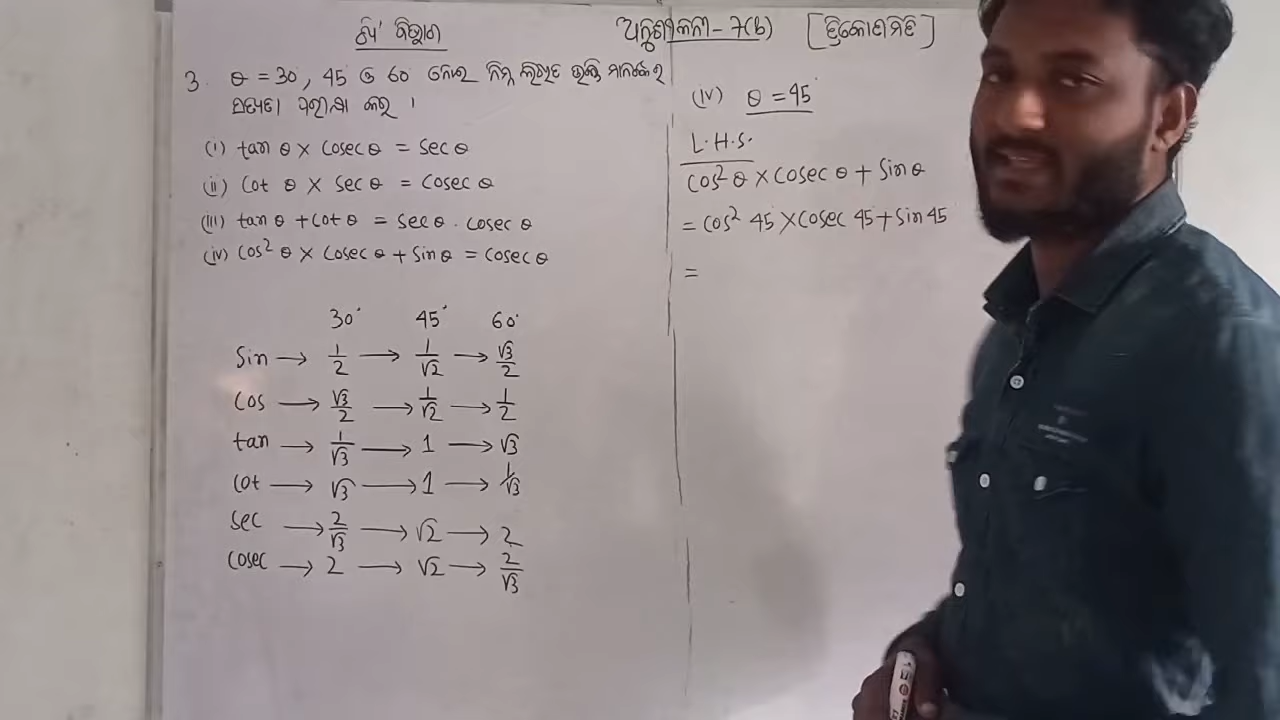 'ଖ' ବିଭାଗ
ଅନୁଶୀଳନୀ - 7(b) [ତ୍ରିକୋଣମିତି]
3. θ = 30°, 45° ଓ 60° ନେଇ ନିମ୍ନ ଲିଖିତ ଉକ୍ତି ମାନଙ୍କର
ସତ୍ୟତା ପରୀକ୍ଷା କର ।
(i) tan θ × cosec θ = sec θ
(ii) cot θ × sec θ = cosec θ
(iii) tan θ + cot θ = sec θ . cosec θ
(iv) cos² θ × cosec θ + sin θ = cosec θ
30° 45° 60°
Sin → 1/2 → 1/√2 → √3/2
cos → √3/2 → 1/√2 → 1/2
tan → 1/√3 → 1 → √3
cot → √3 → 1 → 1/√3
sec → 2/√3 → √2 → 2
cosec → 2 → √2 → 2/√3
(iv) θ = 45°
L.H.S.
cos² θ × cosec θ + sin θ
= cos² 45 × cosec 45 + sin 45
=